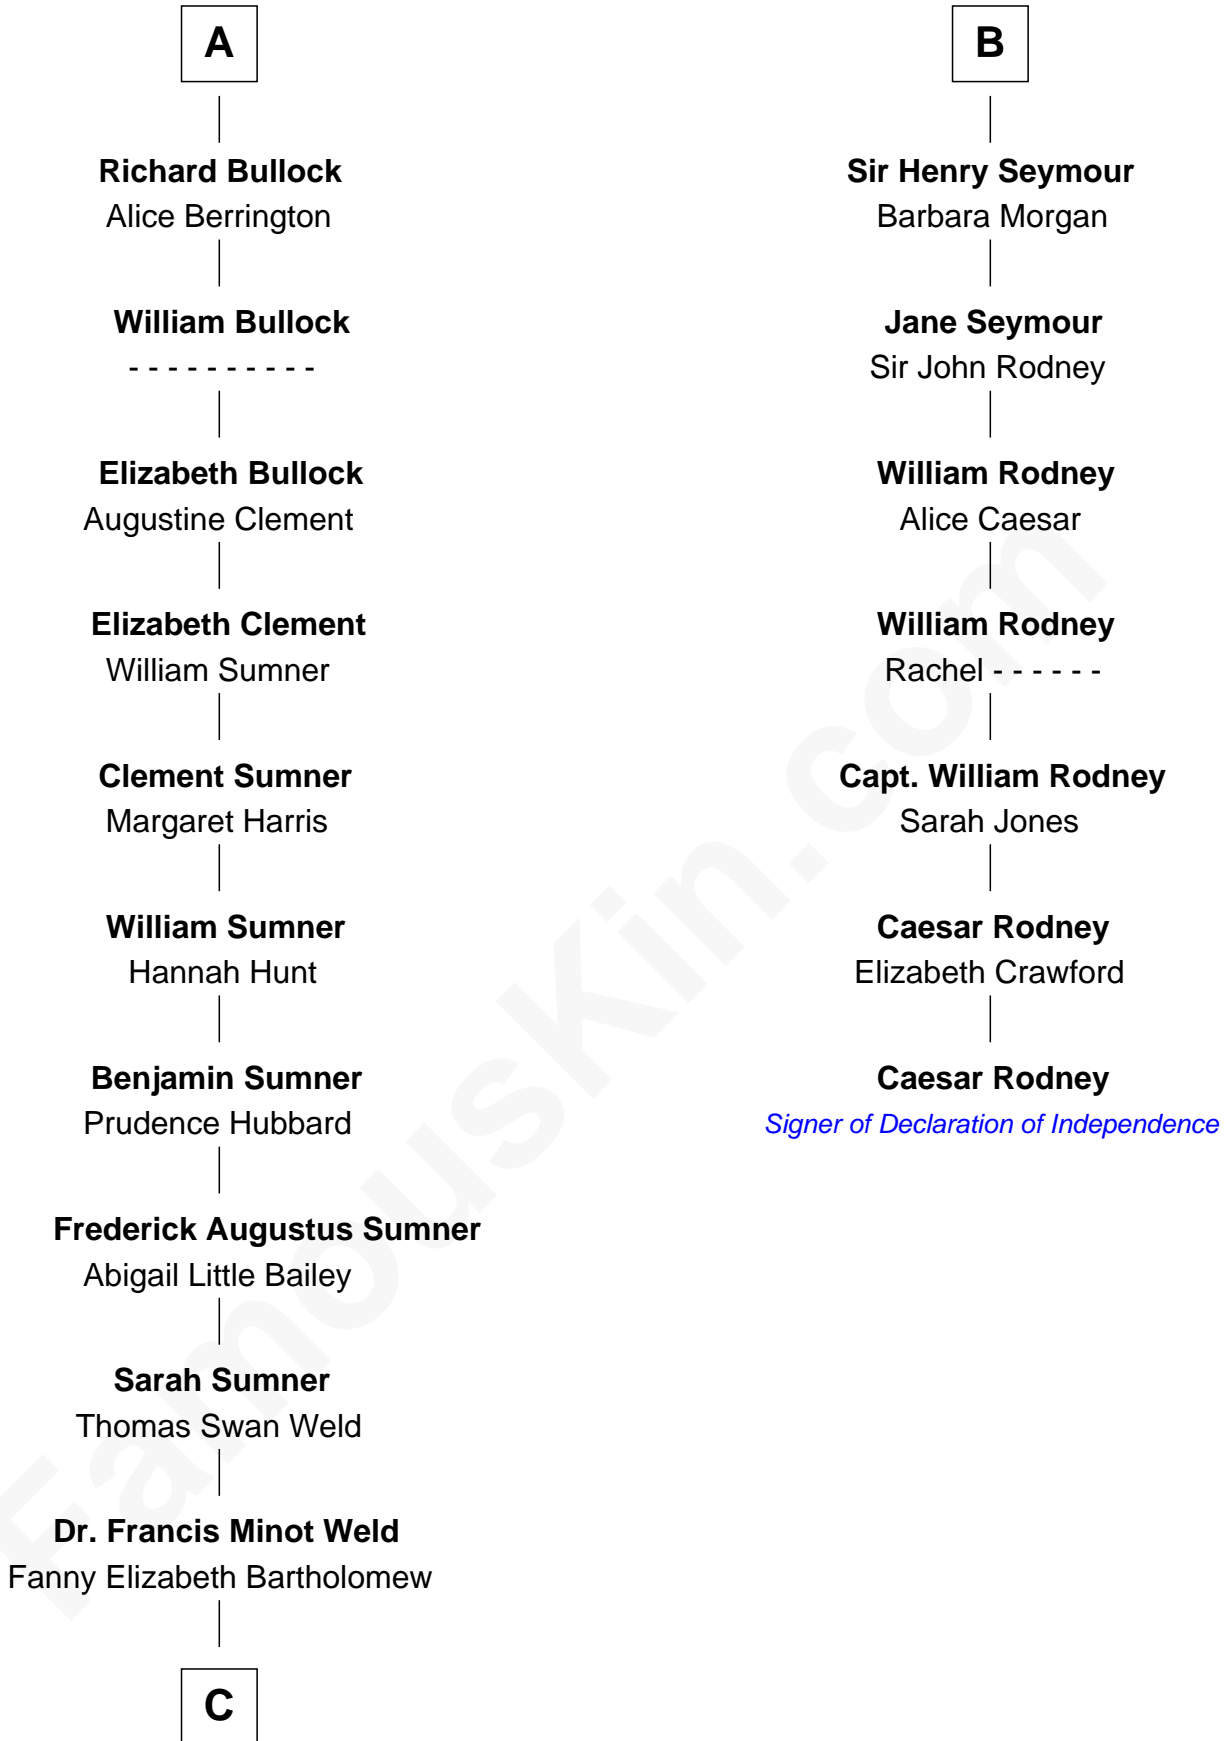 A
Richard Bullock
Alice Berrington
William Bullock
- - - - - - - - - -
Elizabeth Bullock
Augustine Clement
Elizabeth Clement
William Sumner
Clement Sumner
Margaret Harris
William Sumner
Hannah Hunt
Benjamin Sumner
Prudence Hubbard
Frederick Augustus Sumner
Abigail Little Bailey
Sarah Sumner
Thomas Swan Weld
Dr. Francis Minot Weld
Fanny Elizabeth Bartholomew
C
B
Sir Henry Seymour
Barbara Morgan
Jane Seymour
Sir John Rodney
William Rodney
Alice Caesar
William Rodney
Rachel - - - - - -
Capt. William Rodney
Sarah Jones
Caesar Rodney
Elizabeth Crawford
Caesar Rodney
Signer of Declaration of Independence
FamousKin.com